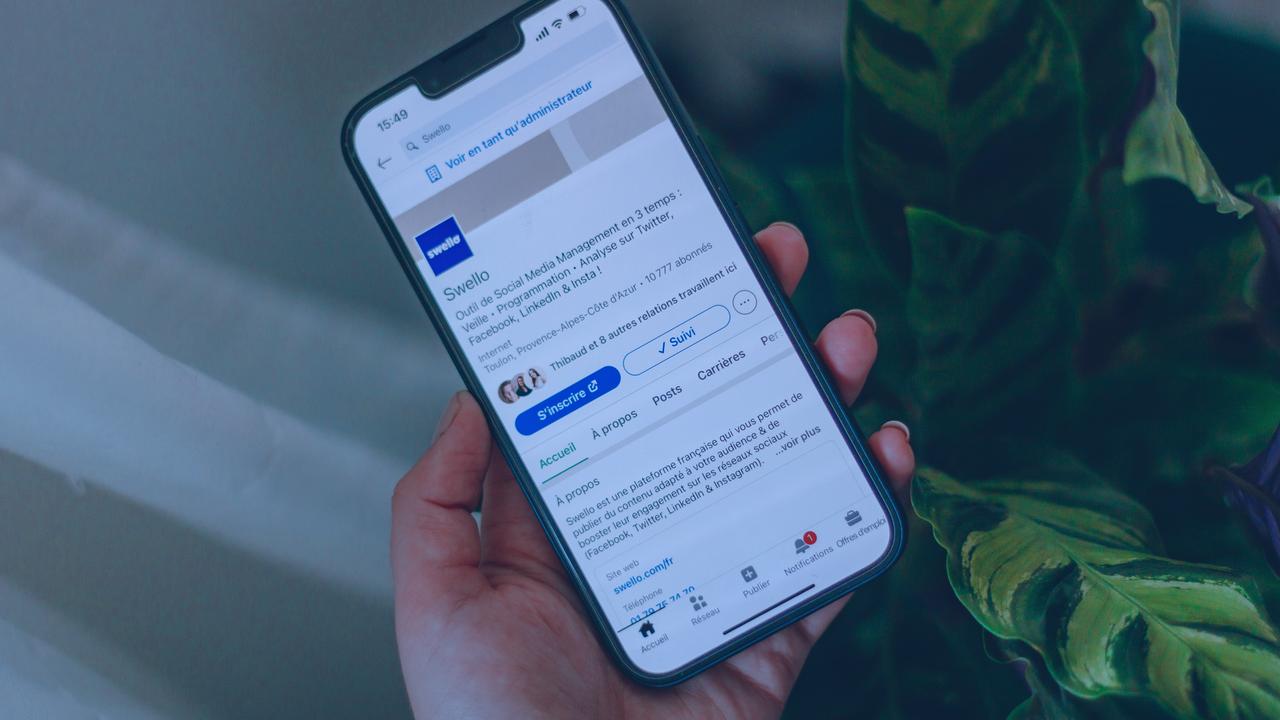 15:49
Swello
Voir en tant qu'administrateur
swello
Swello
Outil de Social Media Management en 3 temps :
Veille • Programmation • Analyse sur Twitter,
Facebook, LinkedIn & Insta !
Internet
Toulon, Provence-Alpes-Côte d'Azur • 10 777 abonnés
Thibaud et 8 autres relations travaillent ici
S'inscrire
✓ Suivi
Accueil
À propos
Posts
Carrières
Per
À propos
Swello est une plateforme française qui vous permet de
publier du contenu adapté à votre audience & de
booster leur engagement sur les réseaux sociaux
(Facebook, Twitter, LinkedIn & Instagram). ...voir plus
Site web
swello.com/fr
Téléphone
Accueil
Réseau
Publier
1
Notifications
Offres d'emploi